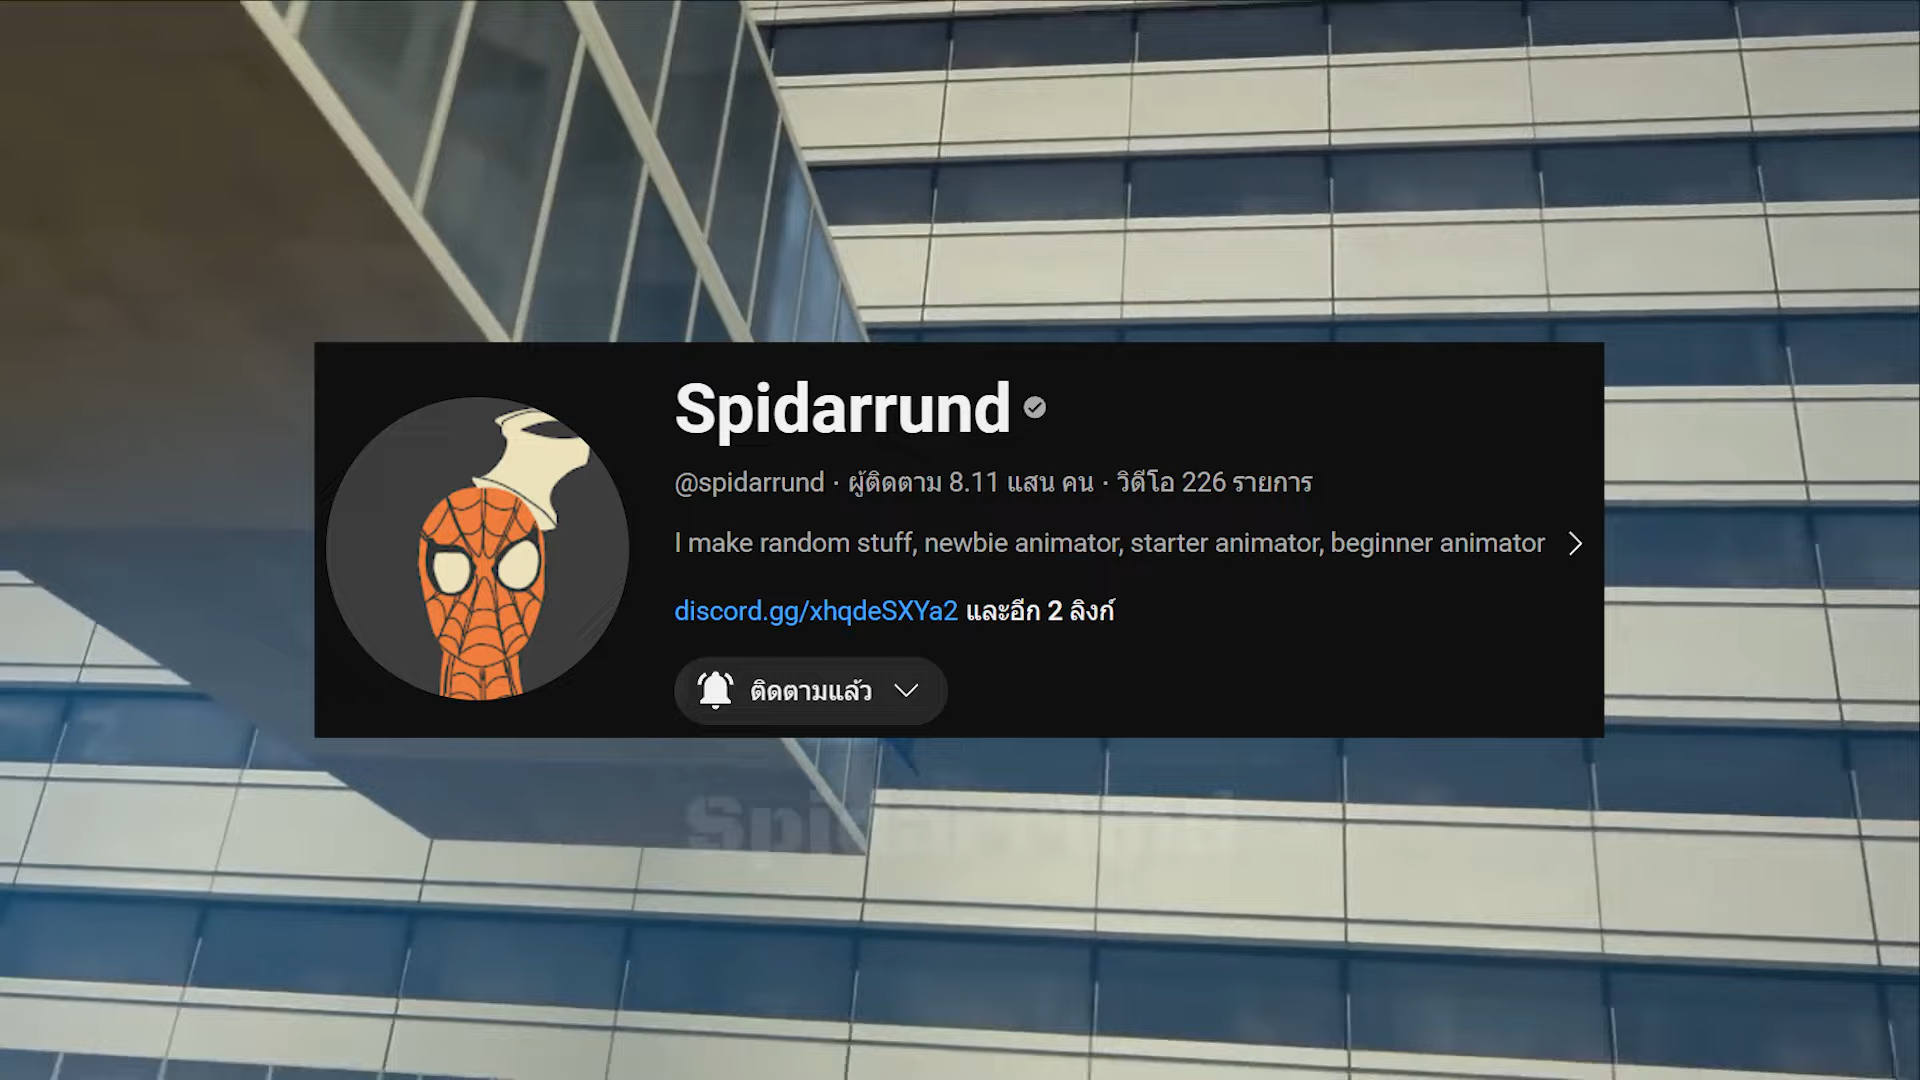 Spidarrund
@spidarrund · ผู้ติดตาม 8.11 แสน คน · วิดีโอ 226 รายการ
I make random stuff, newbie animator, starter animator, beginner animator
discord.gg/xhqdeSXYa2 และอีก 2 ลิงก์
ติดตามแล้ว
Spidarrund